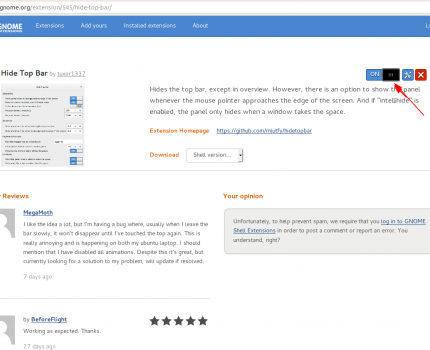 gnome.org/extension/545/hide-top-bar/
GNOME
EXTENSIONS
Extensions
Add yours
Installed extensions
About
Hide Top Bar by tuxor1337
ON
Hides the top bar, except in overview. However, there is an option to show the panel
whenever the mouse pointer approaches the edge of the screen. And if "intellihide" is
enabled, the panel only hides when a window takes the space.
Extension Homepage
https://github.com/mlutfy/hidetopbar
Download
Shell version...
Reviews
Your opinion
MegaMoth
I like the idea a lot, but I'm having a bug where, usually when I leave the
bar slowly, it won't disappear until I've touched the top again. This is
really annoying and is happening on both my ubuntu laptop. I should
mention that I have disabled all animations. Despite this, it's great, but
currently looking for a solution to my problem, will update if resolved.
7 days ago
Unfortunately, to help prevent spam, we require that you log in to GNOME
Shell Extensions in order to post a comment or report an error. You
understand, right?
by BeforeFlight
Working as expected. Thanks.
27 days ago